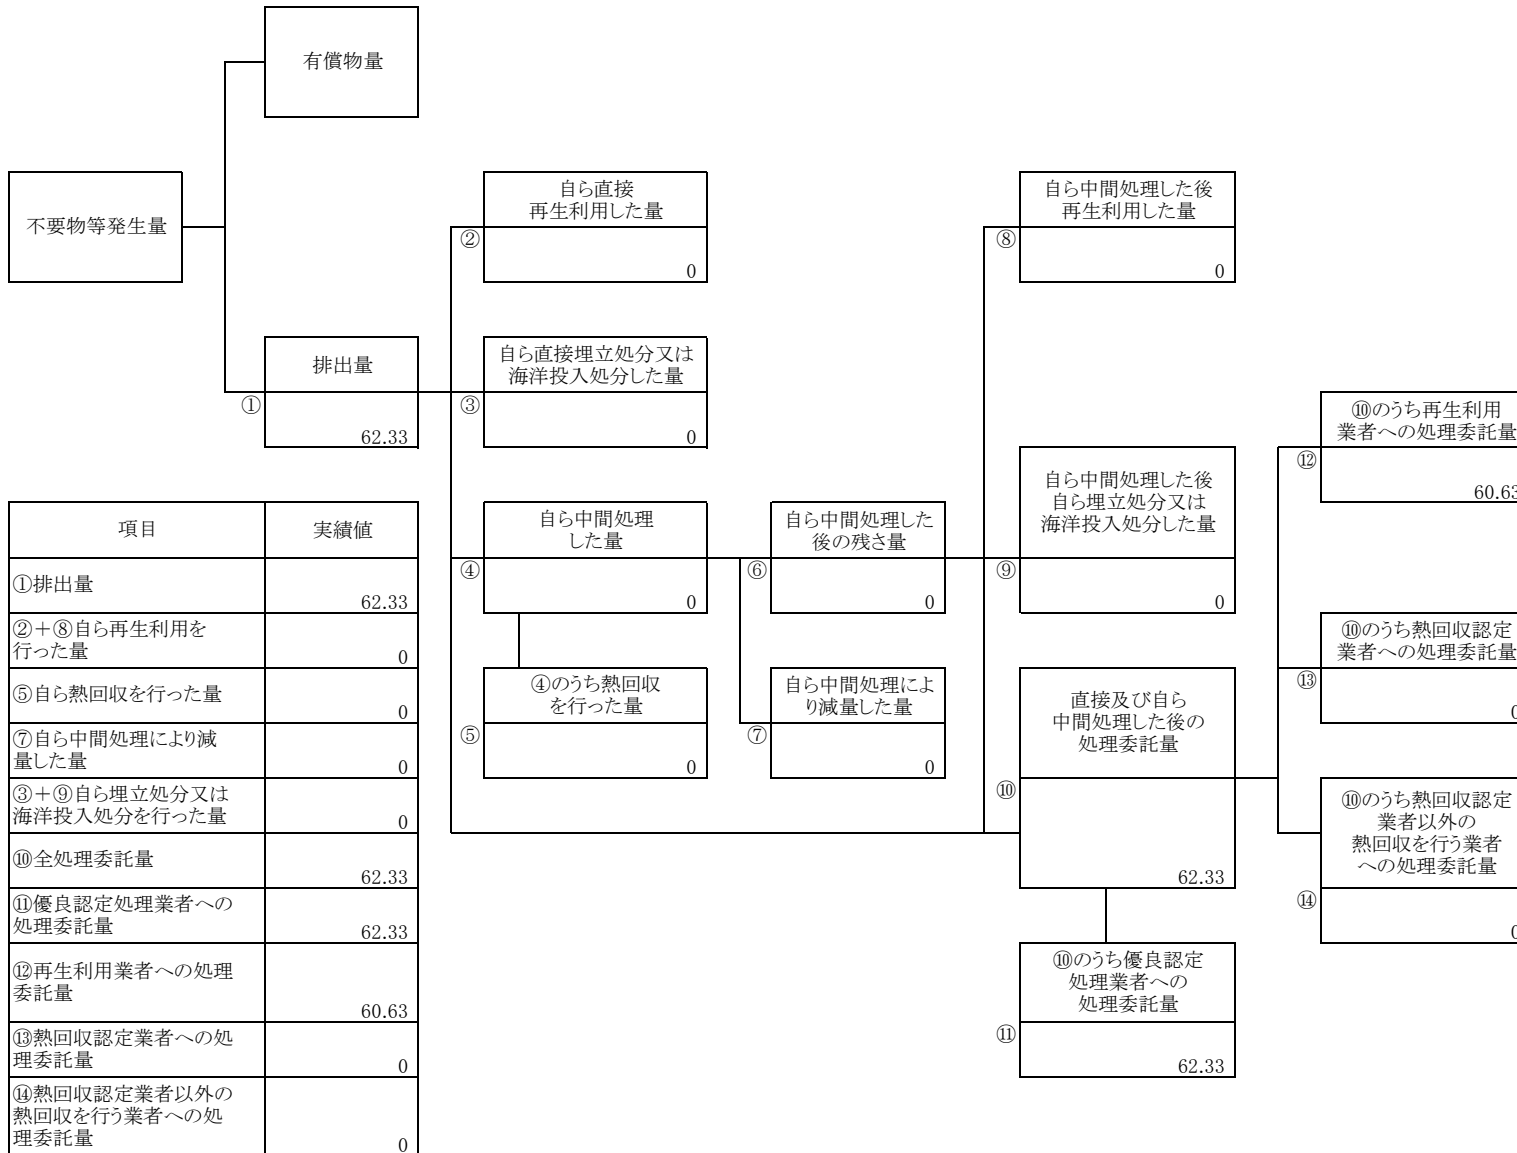 有償物量
不要物等発生量
自ら直接
再生利用した量
②
0
自ら中間処理した後
再生利用した量
⑧
0
排出量
①
62.33
自ら直接埋立処分又は
海洋投入処分した量
③
0
⑩のうち再生利用
業者への処理委託量
⑫
60.63
自ら中間処理
した量
④
0
自ら中間処理した
後の残さ量
⑥
0
自ら中間処理した後
自ら埋立処分又は
海洋投入処分した量
⑨
0
⑩のうち熱回収認定
業者への処理委託量
⑬
0
④のうち熱回収
を行った量
⑤
0
自ら中間処理によ
り減量した量
⑦
0
直接及び自ら
中間処理した後の
処理委託量
⑩
62.33
⑩のうち熱回収認定
業者以外の
熱回収を行う業者
への処理委託量
⑭
0
⑩のうち優良認定
処理業者への
処理委託量
⑪
62.33
項目
実績値
①排出量
62.33
②+⑧自ら再生利用を
行った量
0
⑤自ら熱回収を行った量
0
⑦自ら中間処理により減
量した量
0
③+⑨自ら埋立処分又は
海洋投入処分を行った量
0
⑩全処理委託量
62.33
⑪優良認定処理業者への
処理委託量
62.33
⑫再生利用業者への処理
委託量
60.63
⑬熱回収認定業者への処
理委託量
0
⑭熱回収認定業者以外の
熱回収を行う業者への処
理委託量
0